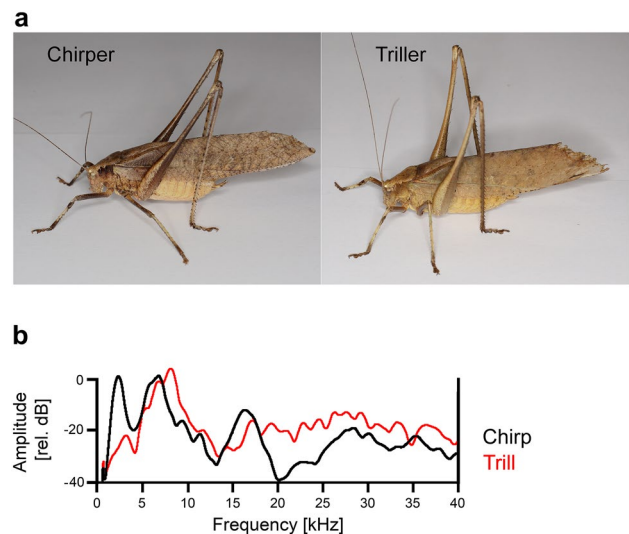 a
Chirper
Triller
b
Amplitude
[rel. dB]
0
-20
-40
0 5 10 15 20 25 30 35 40
Frequency [kHz]
Chirp
Trill